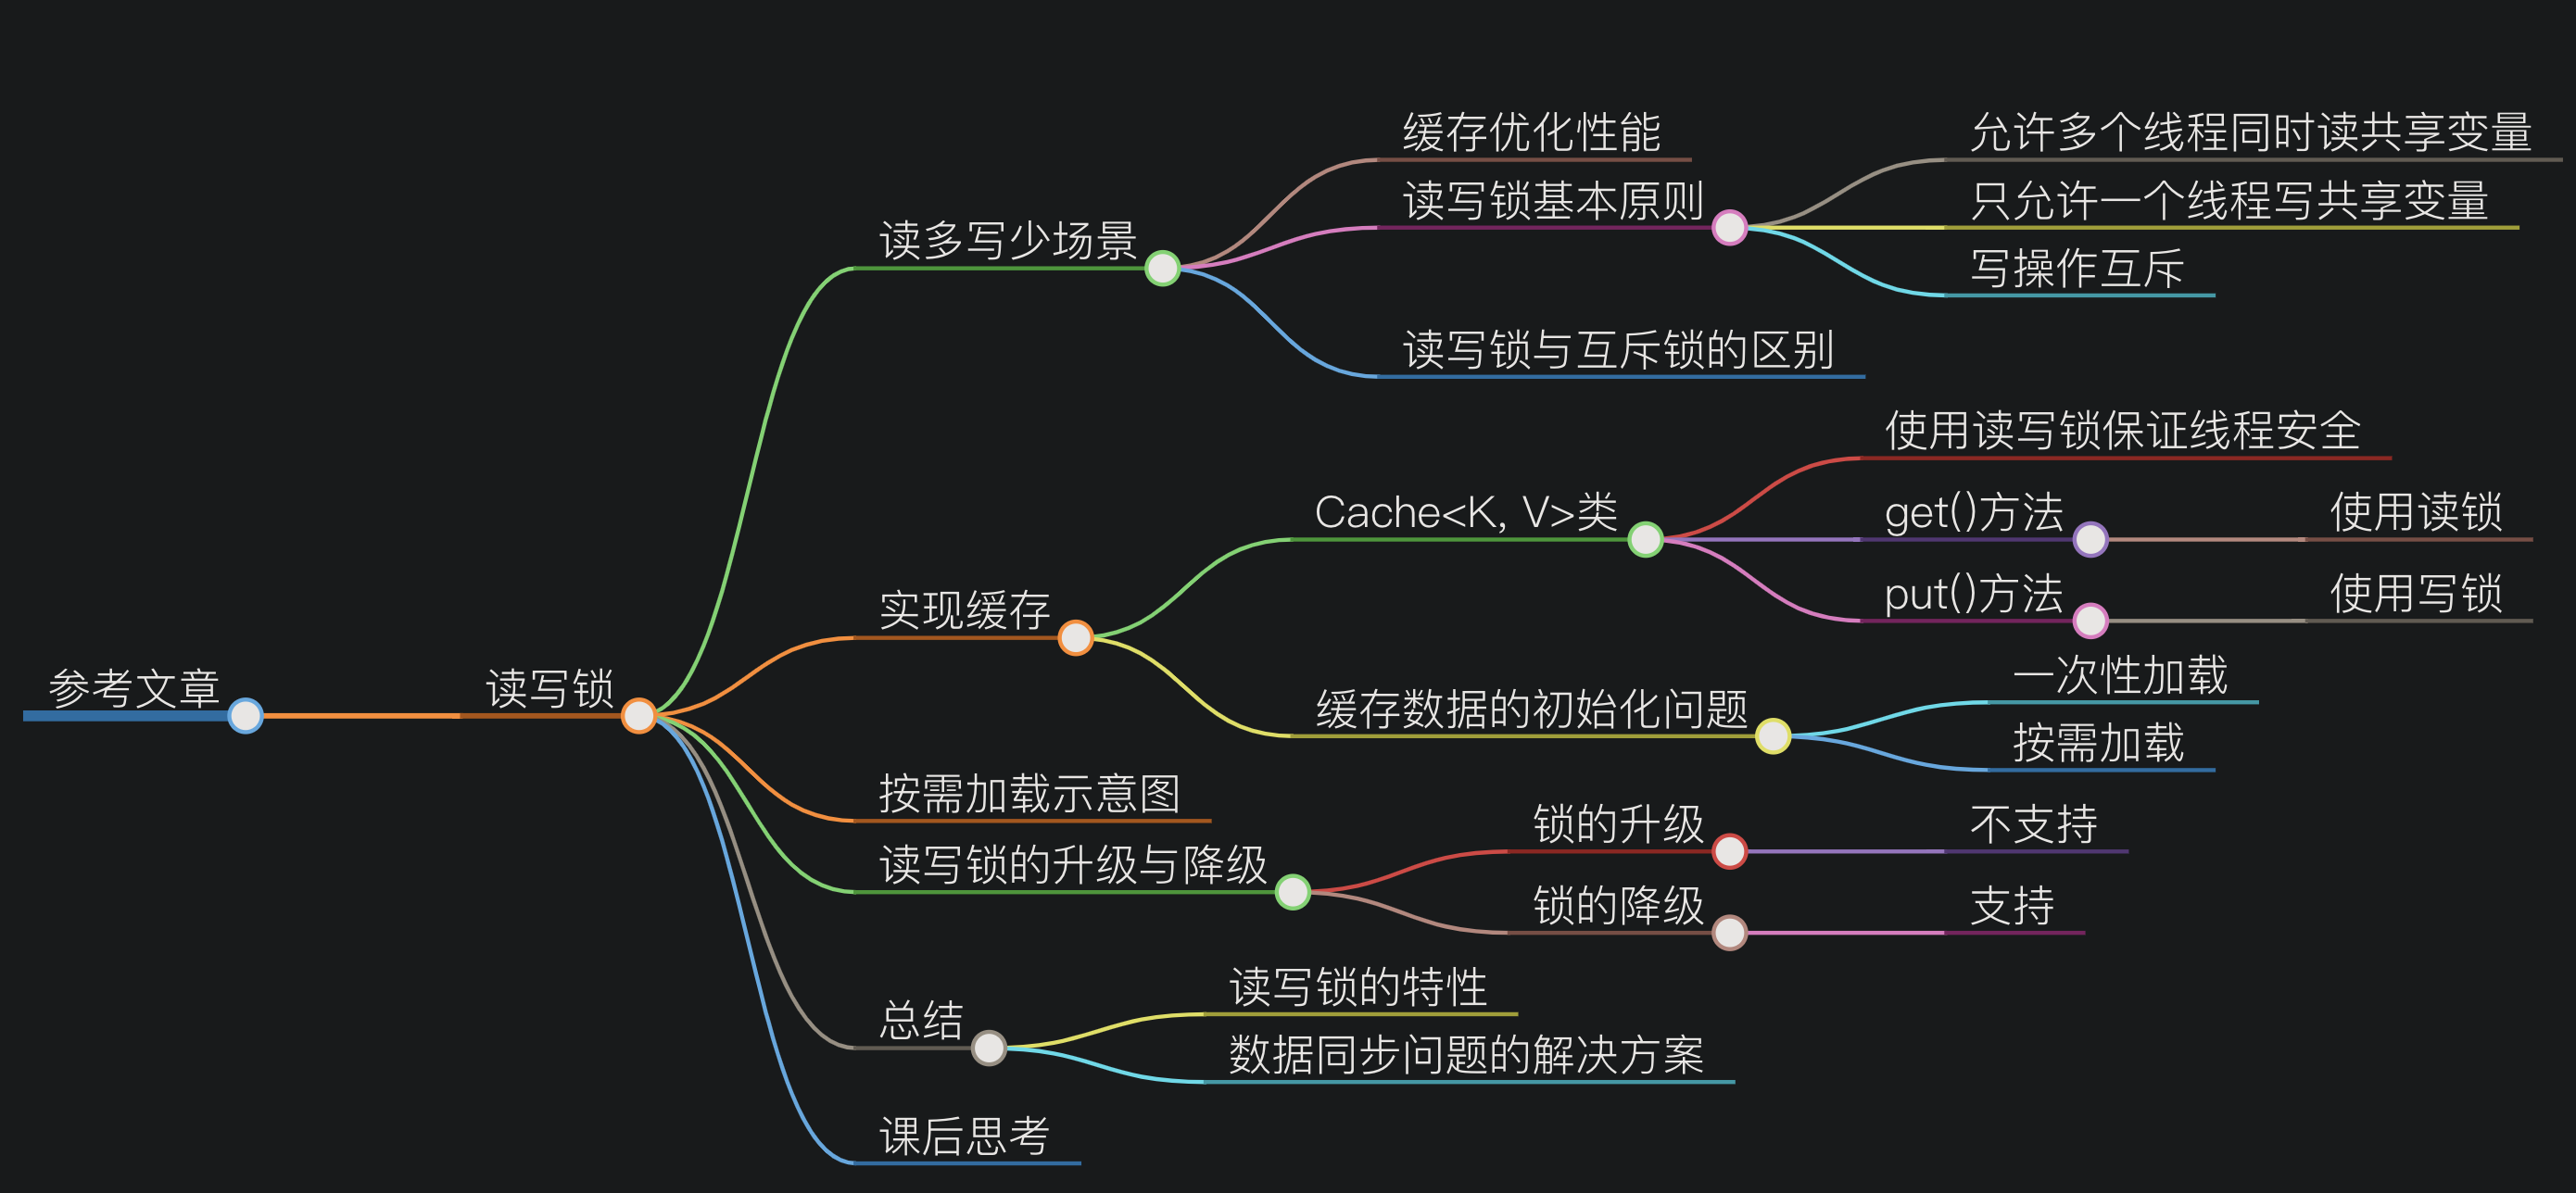 参考文章
读写锁
读多写少场景
缓存优化性能
读写锁基本原则
允许多个线程同时读共享变量
只允许一个线程写共享变量
写操作互斥
读写锁与互斥锁的区别
实现缓存
Cache<K, V>类
使用读写锁保证线程安全
get()方法
使用读锁
put()方法
使用写锁
缓存数据的初始化问题
一次性加载
按需加载
按需加载示意图
读写锁的升级与降级
锁的升级
不支持
锁的降级
支持
总结
读写锁的特性
数据同步问题的解决方案
课后思考